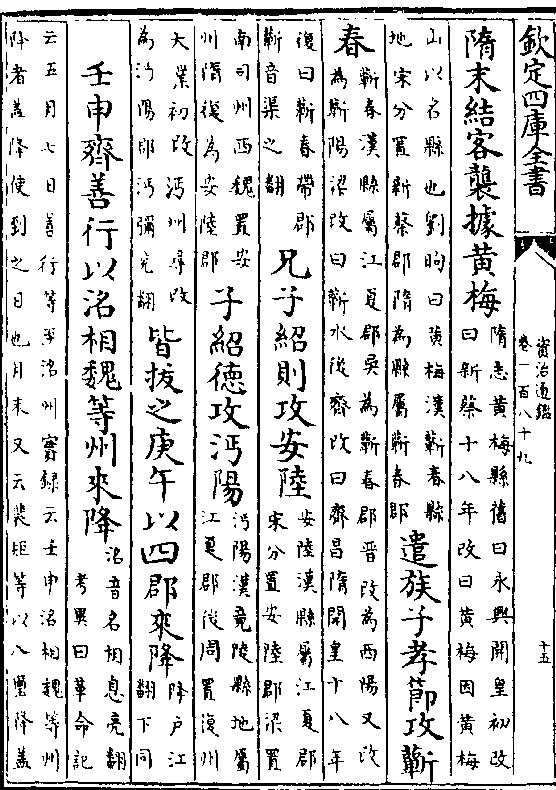 欽定四庫全書
資治通鑑
卷一百八十九
十五
隋末結客襲據黄梅
隋志黄梅縣舊曰永興開皇初改
曰新蔡十八年改曰黄梅因黄梅
山以名縣也劉昫曰黄梅漢蘄春縣
地宋分置新蔡郡隋為縣屬蘄春郡
遣族子孝節攻蘄
春
蘄春漢縣屬江夏郡吳為蘄春郡晉改為西陽又改
為蘄陽梁改曰蘄水後齊改曰齊昌隋開皇十八年
復曰蘄春帶郡
蘄音渠之翻
兄子紹則攻安陸
安陸漢縣屬江夏郡
宋分置安陸郡梁置
南司州西魏置安
州隋復為安陸郡
子紹德攻沔陽
沔陽漢竟陵縣地屬
江夏郡後周置復州
大業初改沔州尋改
為沔陽郡沔彌兖翻
皆拔之庚午以四郡來降
降户江
翻下同
壬申齊善行以洺相魏等州來降
洺音名相息亮翻
考異曰革命記
云五月七日善行等至洺州實録云壬申洺相魏等州
降者蓋降使到之日也月末又云裴矩等以八璽降蓋